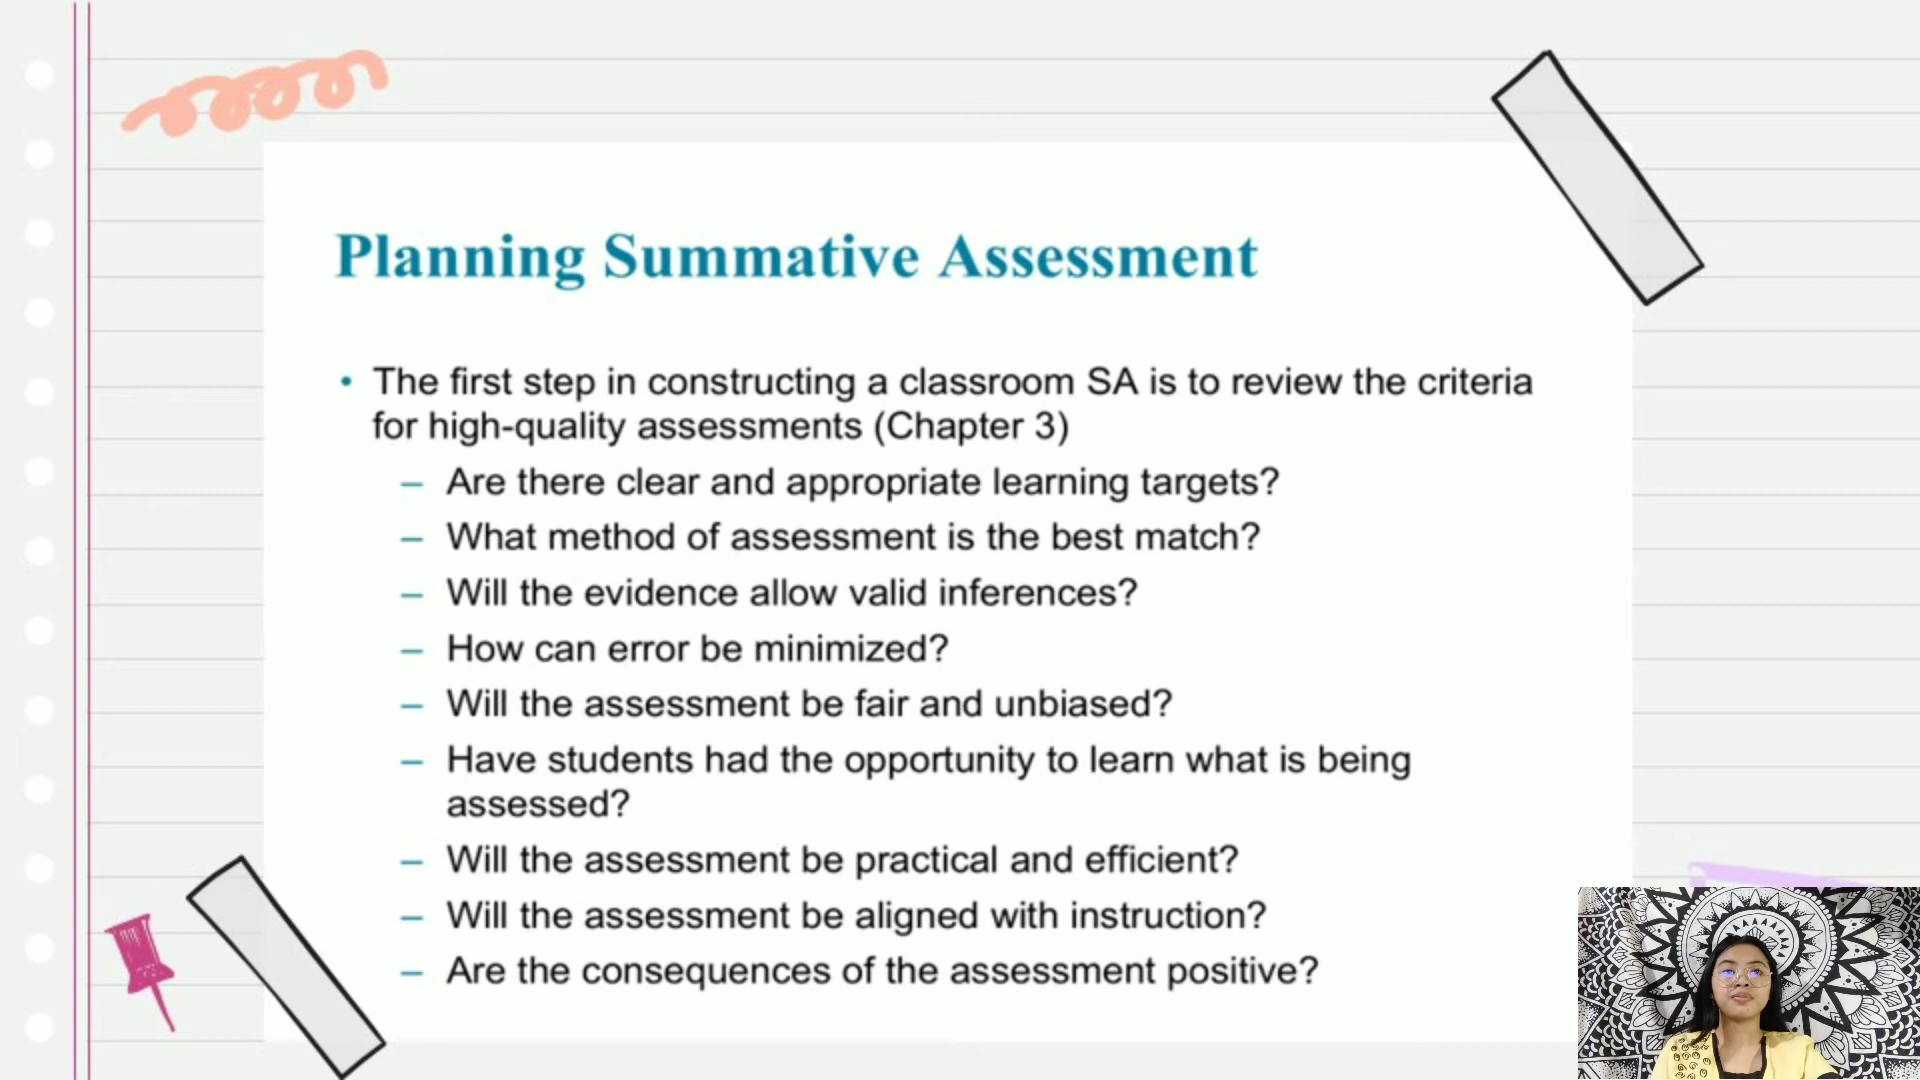 Planning Summative Assessment
• The first step in constructing a classroom SA is to review the criteria
for high-quality assessments (Chapter 3)
– Are there clear and appropriate learning targets?
– What method of assessment is the best match?
– Will the evidence allow valid inferences?
– How can error be minimized?
– Will the assessment be fair and unbiased?
– Have students had the opportunity to learn what is being
assessed?
– Will the assessment be practical and efficient?
– Will the assessment be aligned with instruction?
– Are the consequences of the assessment positive?